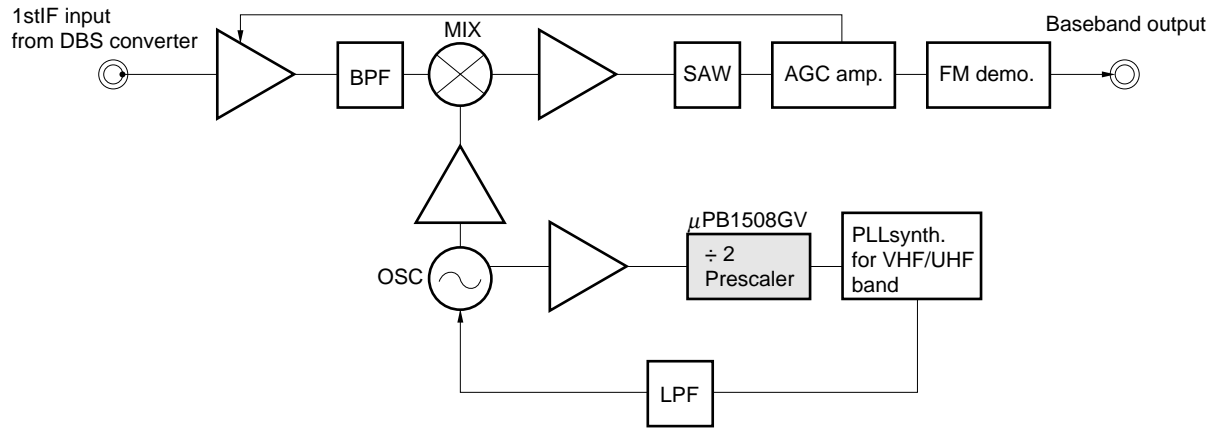 1stIF input
from DBS converter
MIX
Baseband output
BPF
SAW
AGC amp.
FM demo.
OSC
μPB1508GV
÷ 2
Prescaler
PLLsynth.
for VHF/UHF
band
LPF